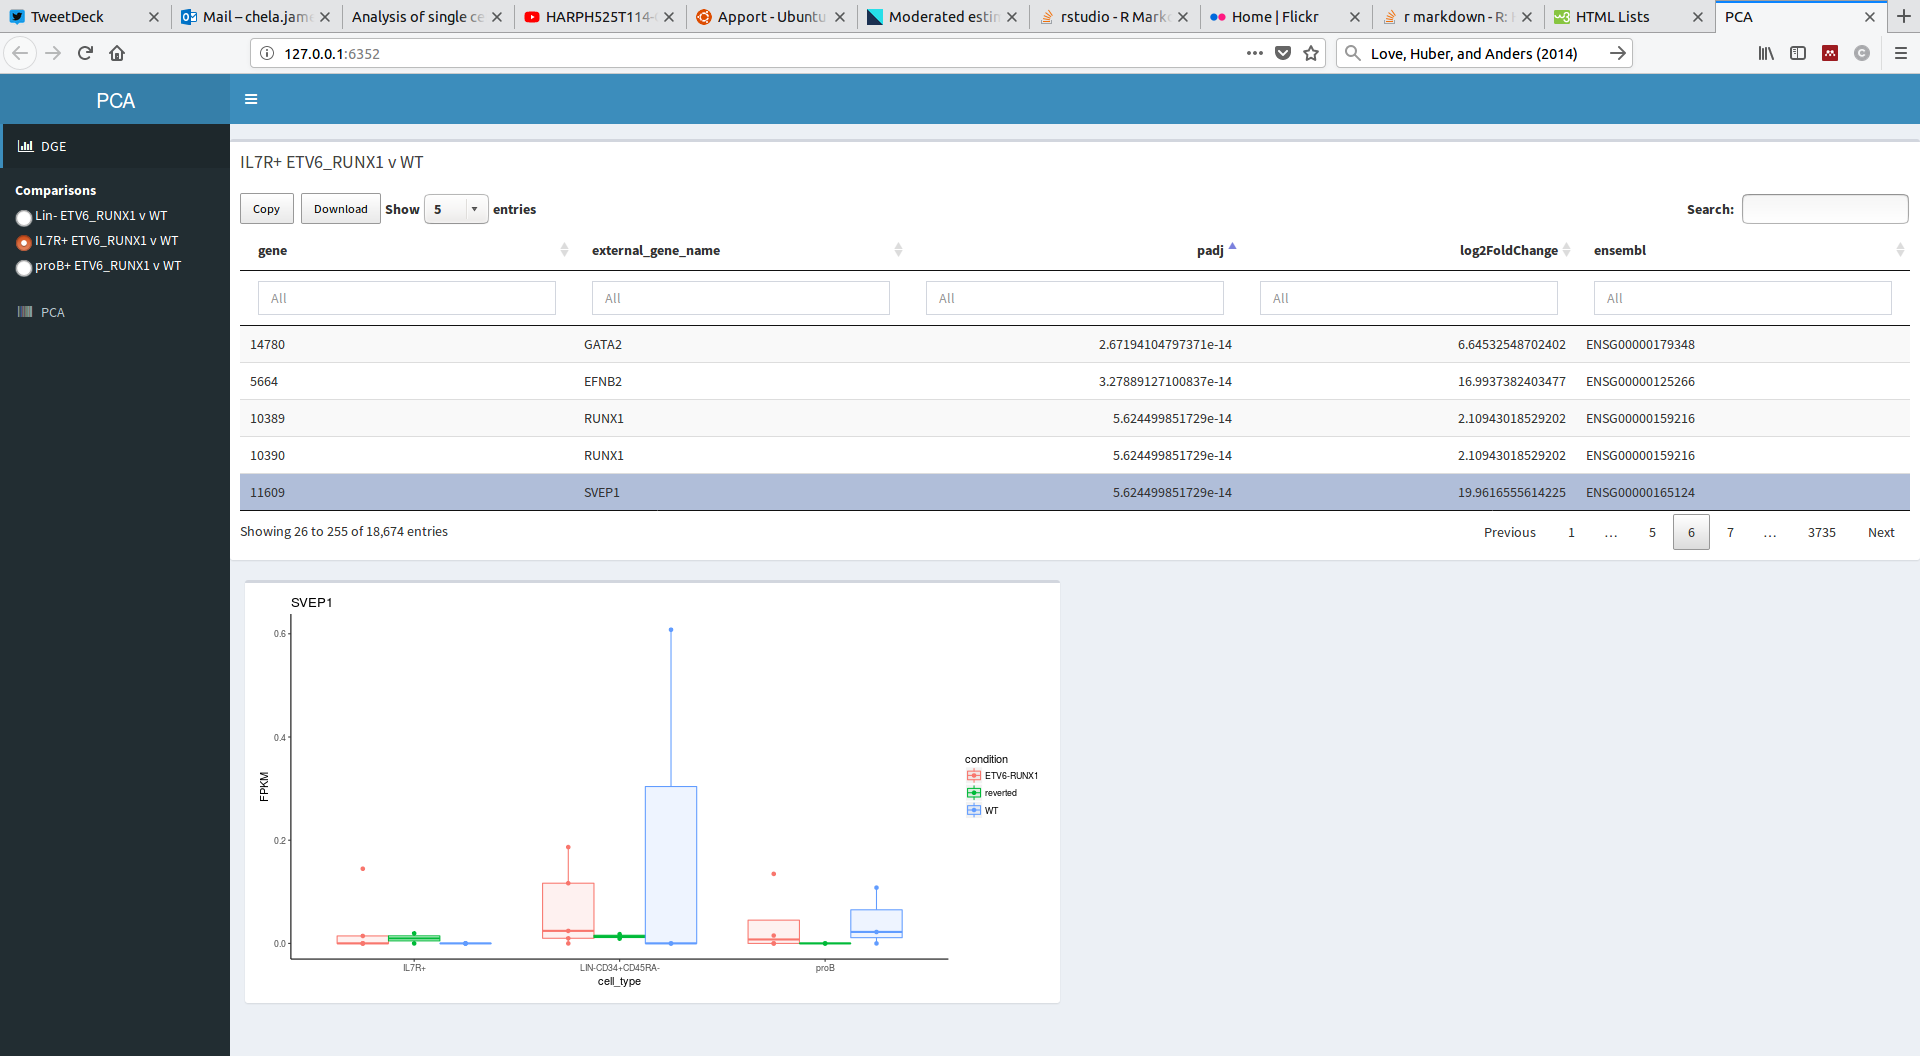 TweetDeck
Mail – chela.jame
Analysis of single ce
HARPH525T114-
Apport - Ubuntu
Moderated estim
rstudio - R Mark
Home | Flickr
r markdown - R:
HTML Lists
PCA
127.0.0.1:6352
Love, Huber, and Anders (2014)
PCA
DGE
Comparisons
Lin- ETV6_RUNX1 v WT
IL7R+ ETV6_RUNX1 v WT
proB+ ETV6_RUNX1 v WT
PCA
IL7R+ ETV6_RUNX1 v WT
Copy Download Show 5 entries Search:
gene external_gene_name padj log2FoldChange ensembl
All All All All All
14780 GATA2 2.67194104797371e-14 6.64532548702402 ENSG00000179348
5664 EFNB2 3.27889127100837e-14 16.9937382403477 ENSG00000125266
10389 RUNX1 5.624499851729e-14 2.10943018529202 ENSG00000159216
10390 RUNX1 5.624499851729e-14 2.10943018529202 ENSG00000159216
11609 SVEP1 5.624499851729e-14 19.9616555614225 ENSG00000165124
Showing 26 to 255 of 18,674 entries Previous 1 … 5 6 7 … 3735 Next
SVEP1
0.6
0.4
0.2
0.0
FPKM
IL7R+ LIN-CD34+CD45RA- proB
cell_type
condition
ETV6-RUNX1
reverted
WT